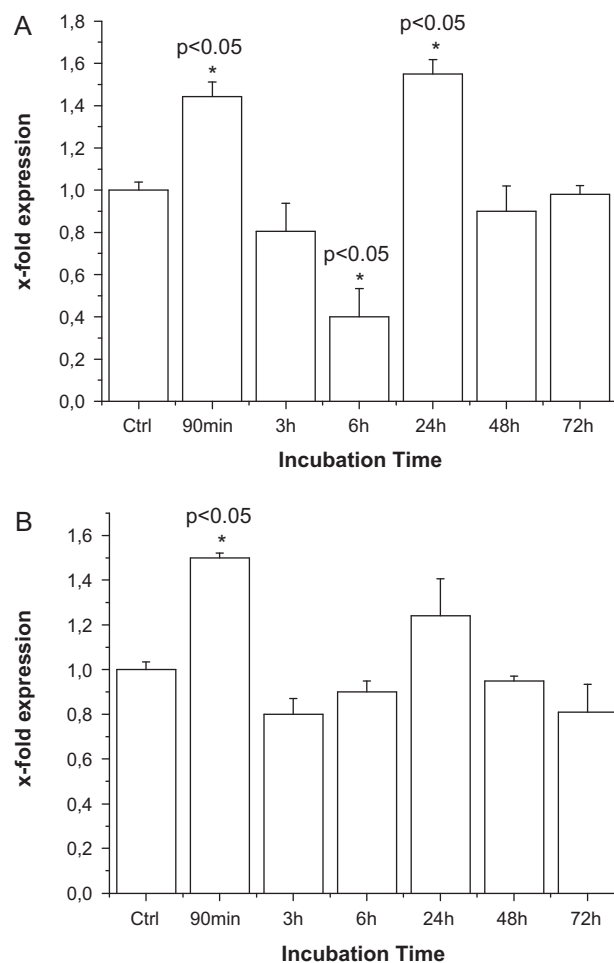 A
x-fold expression
1,8
1,6
1,4
1,2
1,0
0,8
0,6
0,4
0,2
0,0
p<0.05
*
p<0.05
*
p<0.05
*
Ctrl 90min 3h 6h 24h 48h 72h
Incubation Time
B
x-fold expression
1,6
1,4
1,2
1,0
0,8
0,6
0,4
0,2
0,0
p<0.05
*
Ctrl 90min 3h 6h 24h 48h 72h
Incubation Time